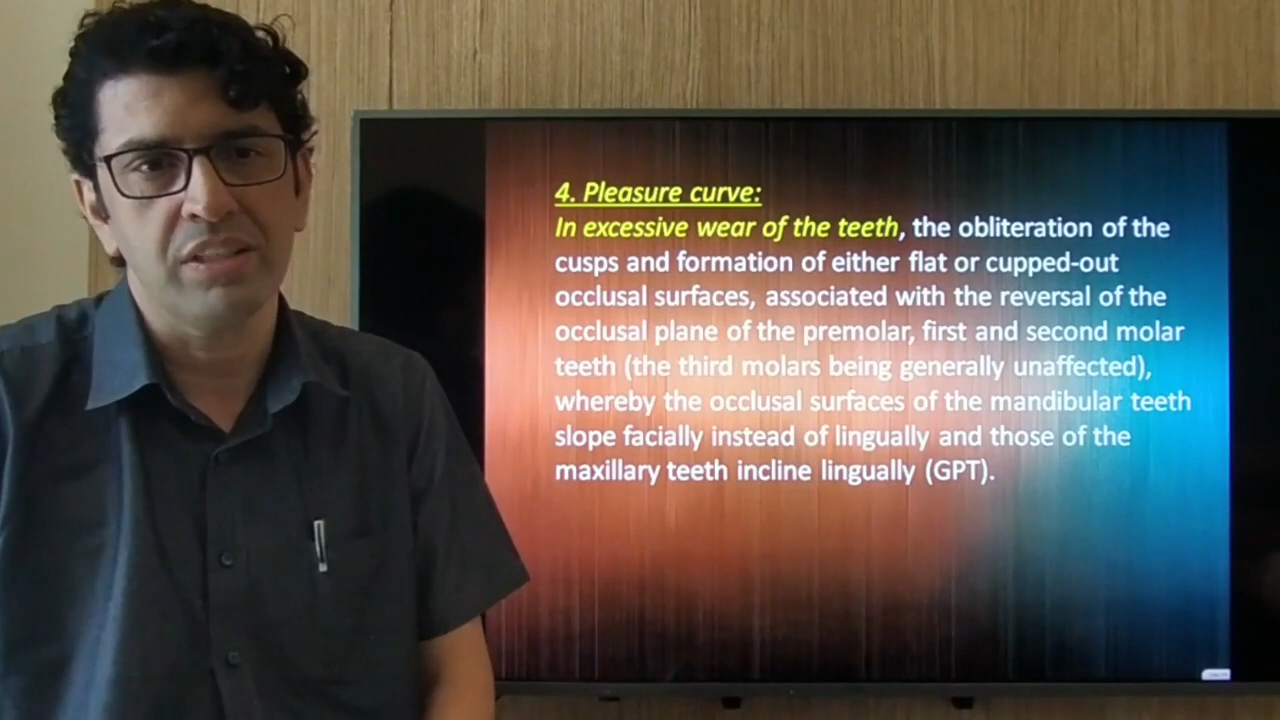 4. Pleasure curve:
In excessive wear of the teeth, the obliteration of the
cusps and formation of either flat or cupped-out
occlusal surfaces, associated with the reversal of the
occlusal plane of the premolar, first and second molar
teeth (the third molars being generally unaffected),
whereby the occlusal surfaces of the mandibular teeth
slope facially instead of lingually and those of the
maxillary teeth incline lingually (GPT).